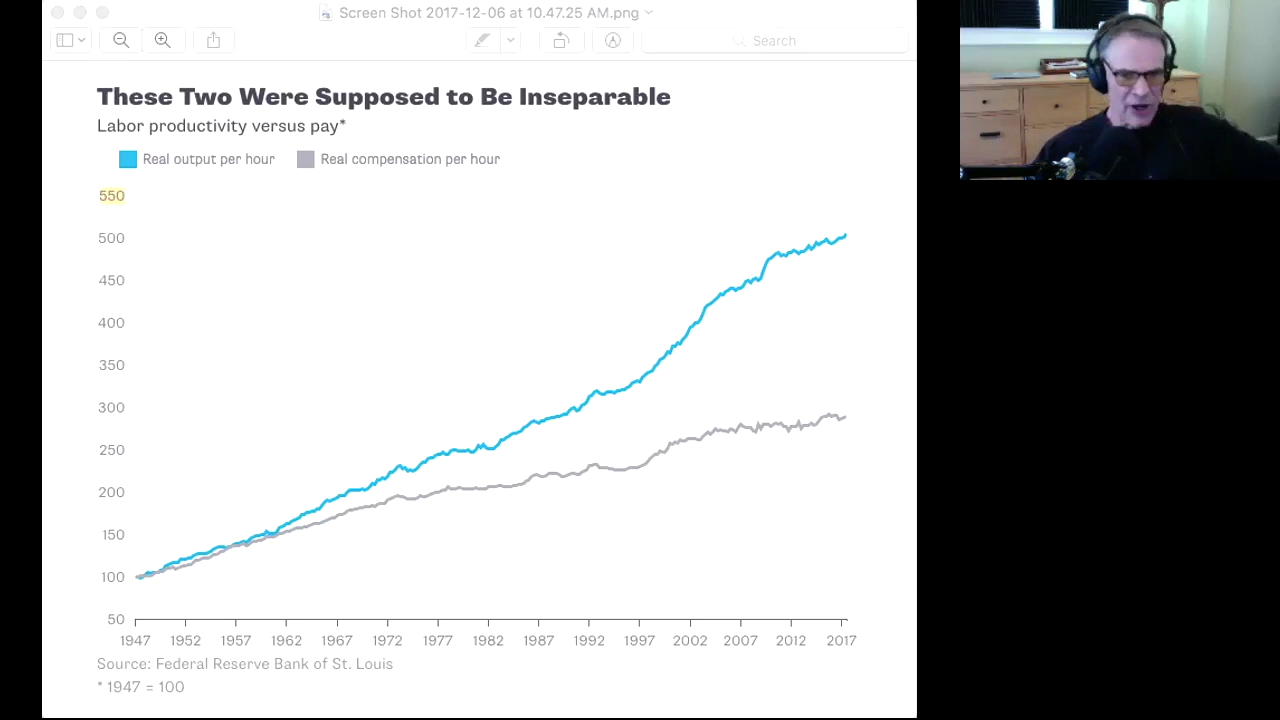 Screen Shot 2017-12-06 at 10.47.25 AM.png
Search
These Two Were Supposed to Be Inseparable
Labor productivity versus pay*
Real output per hour Real compensation per hour
550
500
450
400
350
300
250
200
150
100
50
1947 1952 1957 1962 1967 1972 1977 1982 1987 1992 1997 2002 2007 2012 2017
Source: Federal Reserve Bank of St. Louis
* 1947 = 100